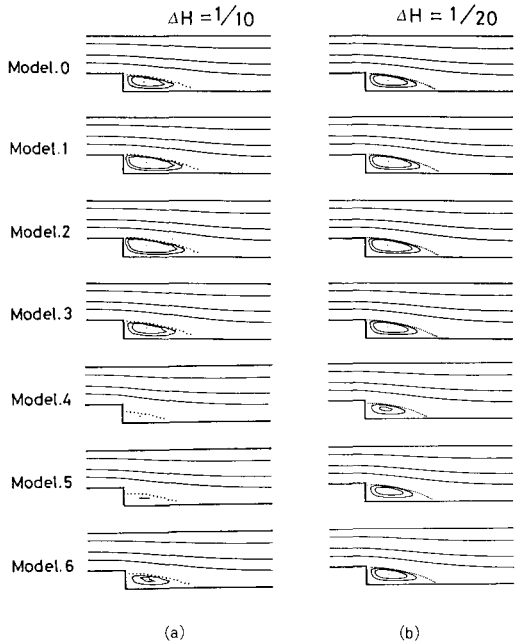 ΔH = 1/10
ΔH = 1/20
Model.0
Model.1
Model.2
Model.3
Model.4
Model.5
Model.6
(a)
(b)